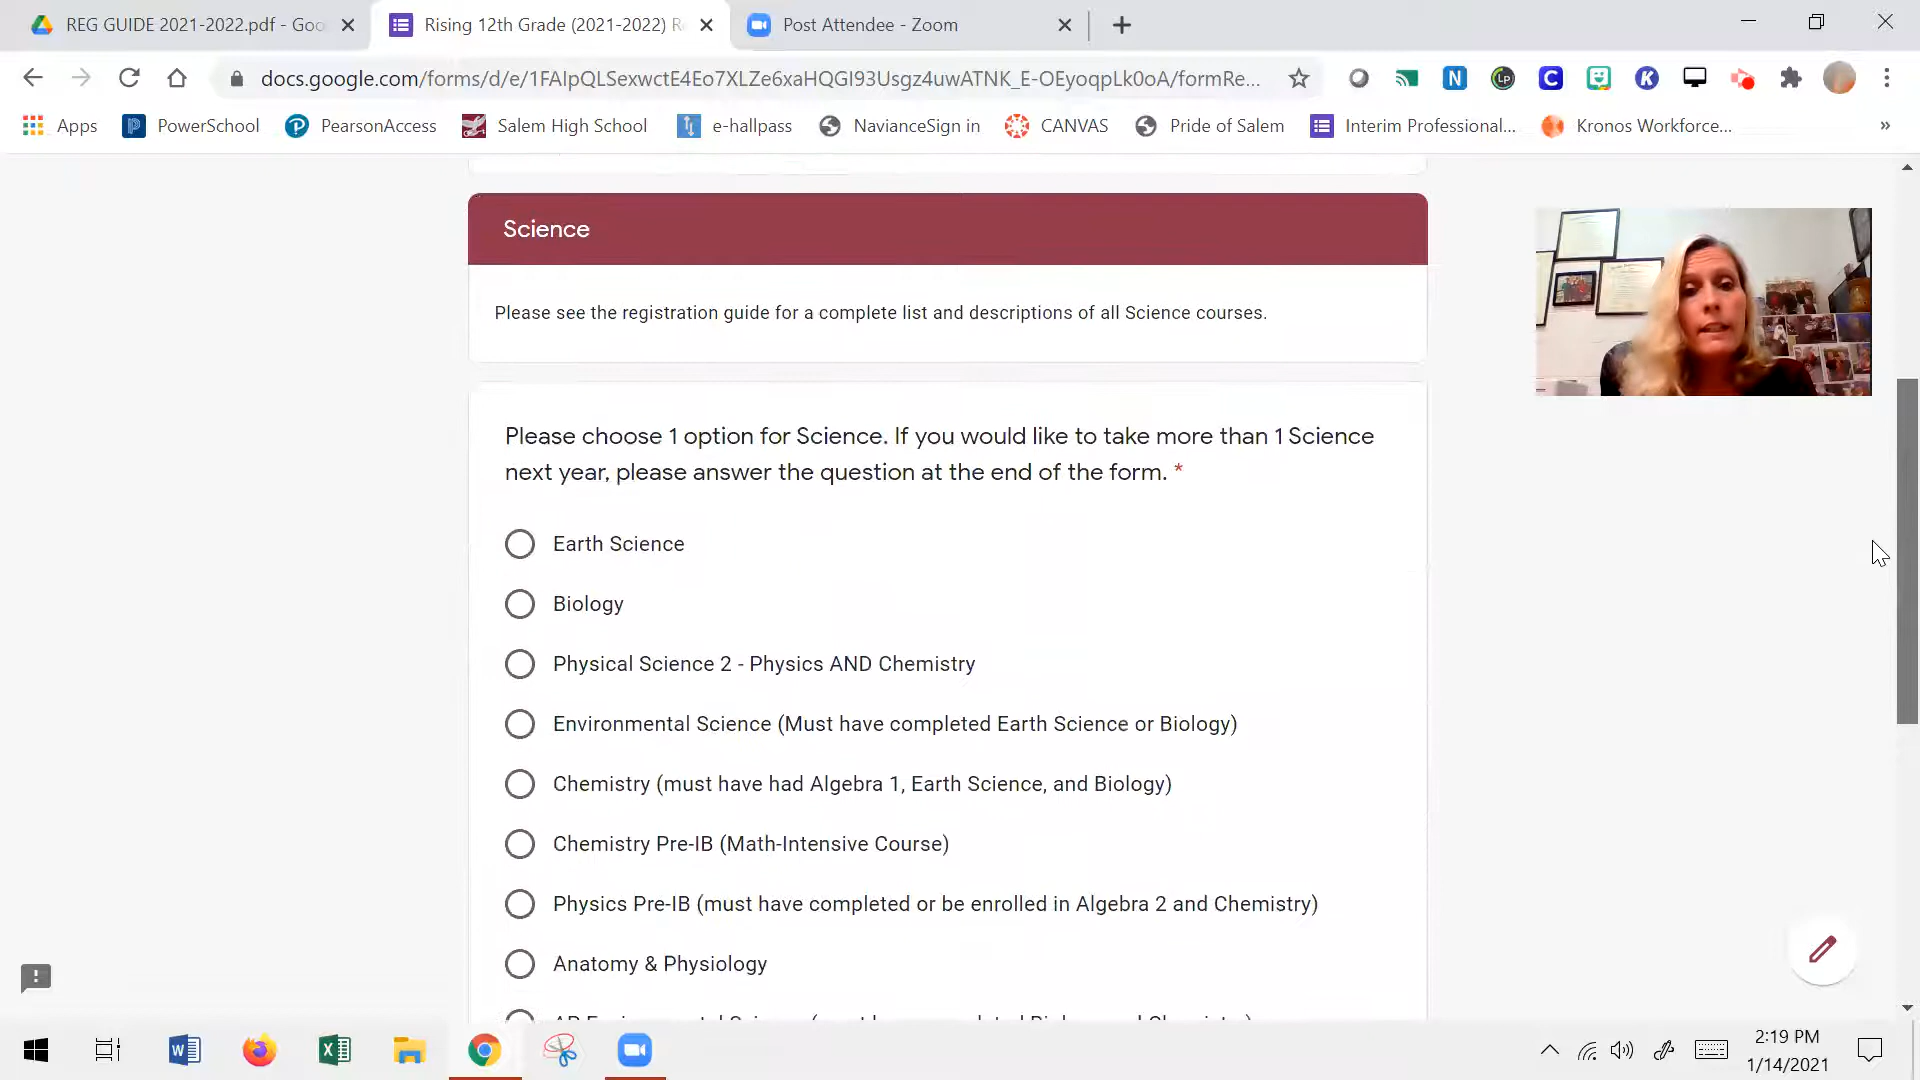 REG GUIDE 2021-2022.pdf - Goo
Rising 12th Grade (2021-2022) R
Post Attendee - Zoom
docs.google.com/forms/d/e/1FAIpQLSexwctE4Eo7XLZe6xaHQGI93Usgz4uwATNK_E-OEyoqpLk0oA/formRe...
Apps
PowerSchool
PearsonAccess
Salem High School
e-hallpass
NavianceSign in
CANVAS
Pride of Salem
Interim Professional...
Kronos Workforce...
Science
Please see the registration guide for a complete list and descriptions of all Science courses.
Please choose 1 option for Science. If you would like to take more than 1 Science
next year, please answer the question at the end of the form. *
Earth Science
Biology
Physical Science 2 - Physics AND Chemistry
Environmental Science (Must have completed Earth Science or Biology)
Chemistry (must have had Algebra 1, Earth Science, and Biology)
Chemistry Pre-IB (Math-Intensive Course)
Physics Pre-IB (must have completed or be enrolled in Algebra 2 and Chemistry)
Anatomy & Physiology
2:19 PM
1/14/2021